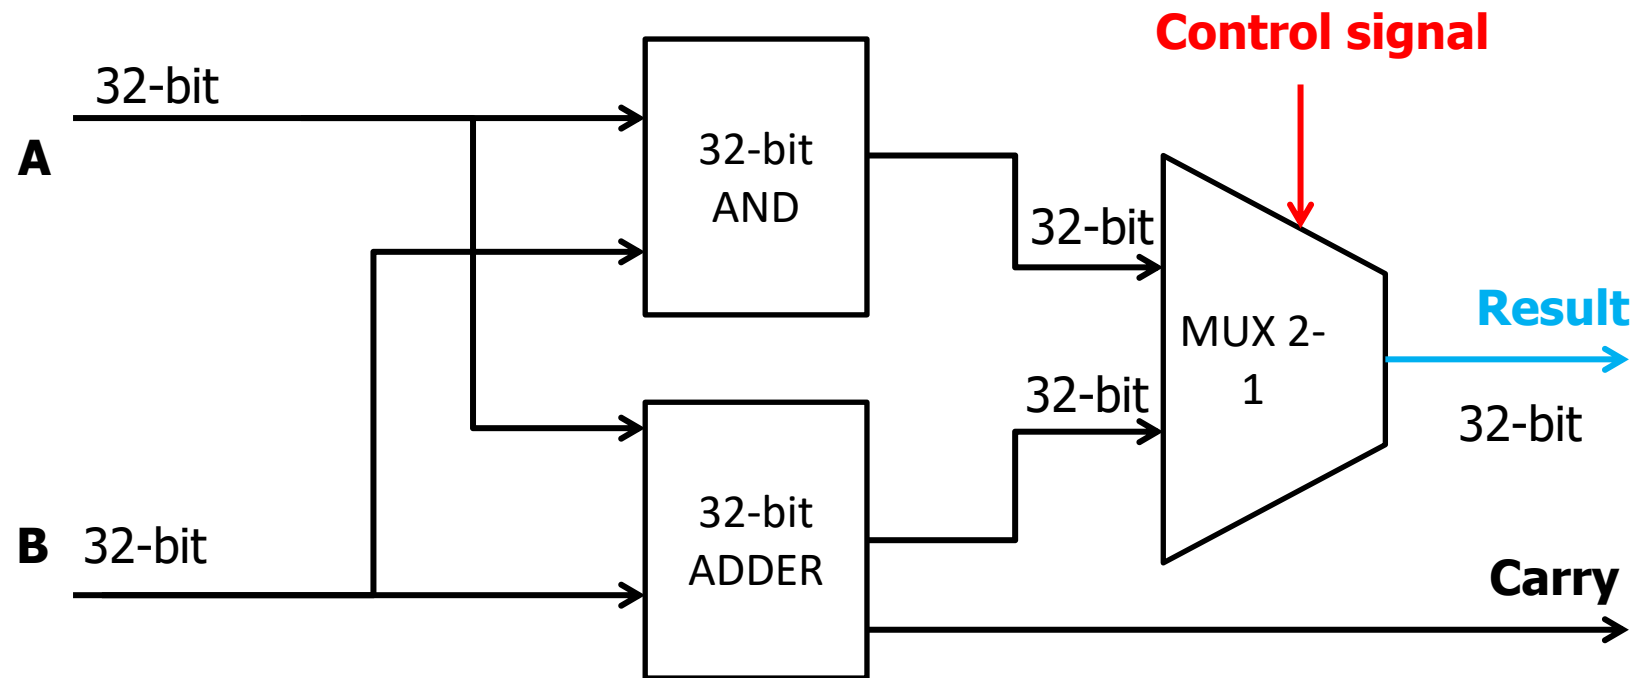 Control signal
32-bit
A
32-bit
AND
32-bit
MUX 2-
1
Result
32-bit
32-bit
32-bit
ADDER
B
32-bit
Carry